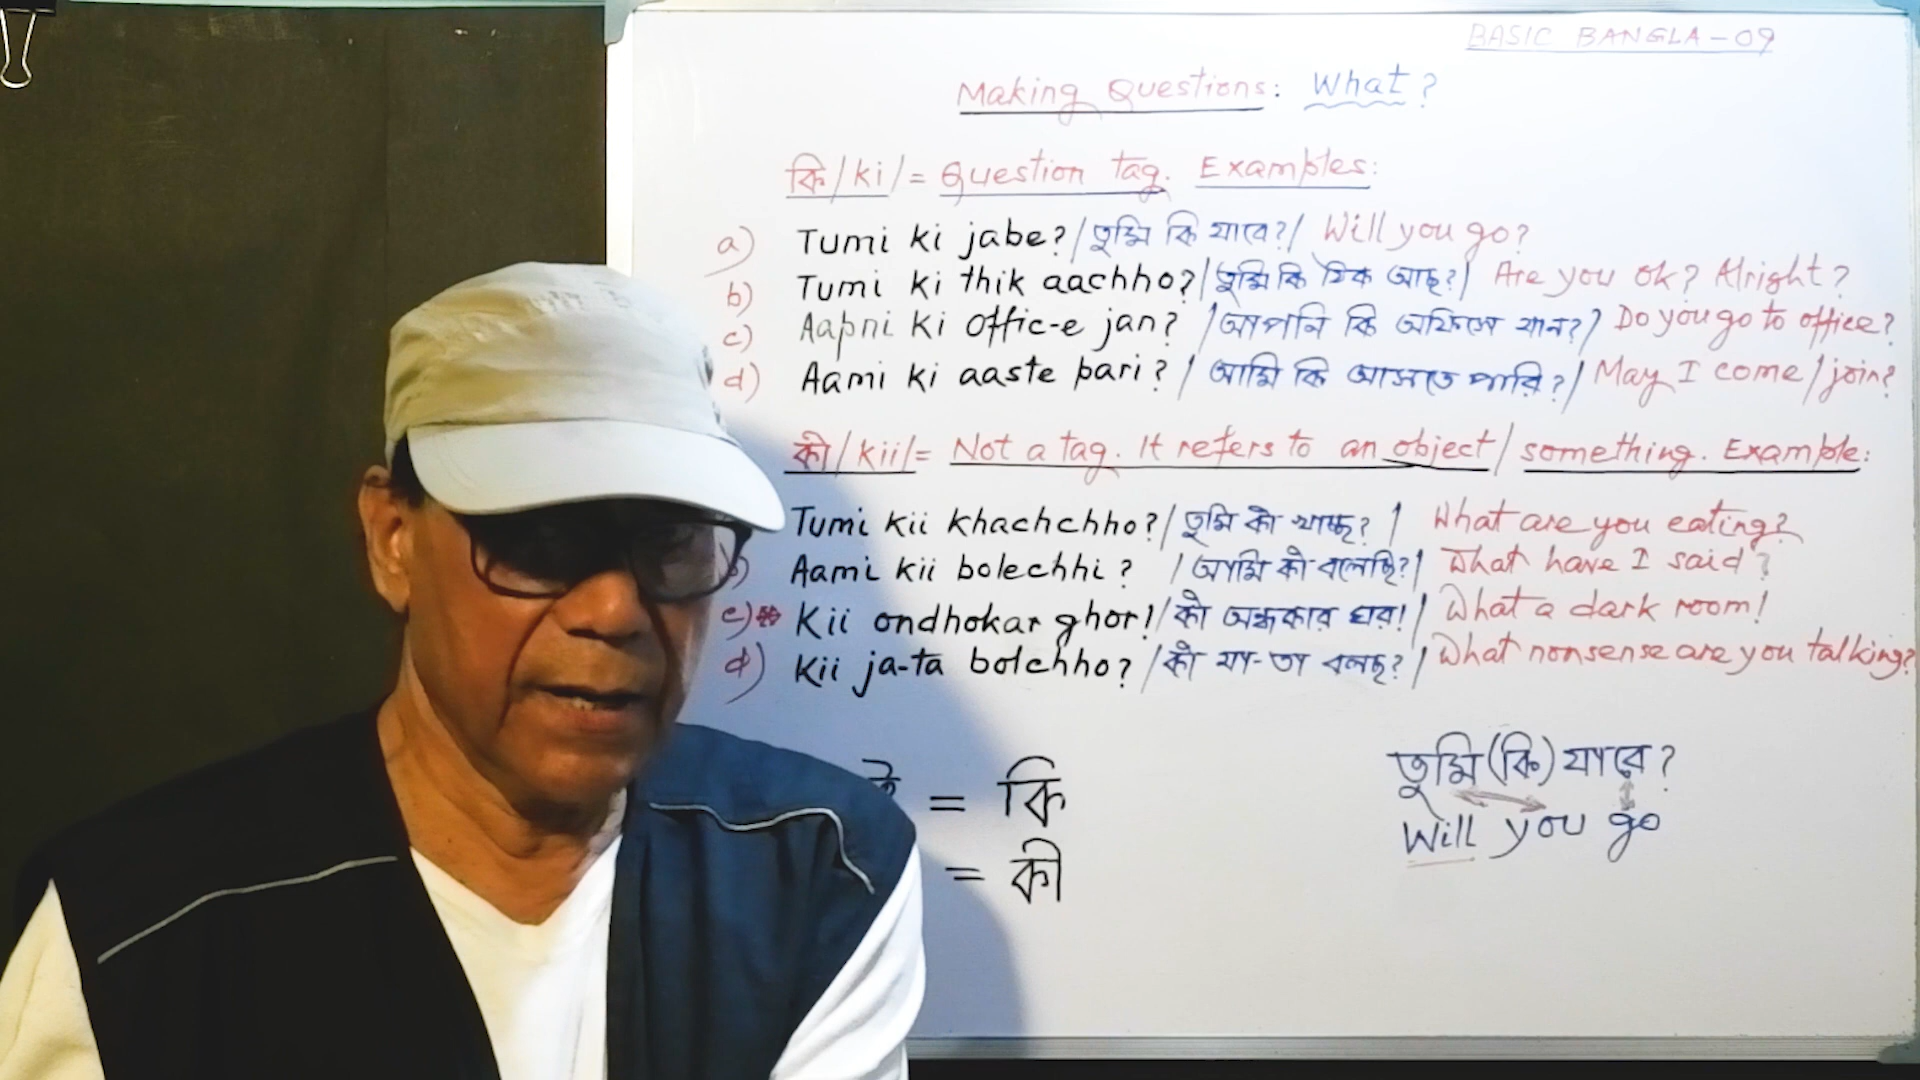 BASIC BANGLA - 09
Making Questions: What?
কি / ki / = Question tag. Examples:
a) Tumi ki jabe? / তুমি কি যাবে? / Will you go?
b) Tumi ki thik aachho? / তুমি কি ঠিক আছ? / Are you ok? Alright?
c) Aapni ki offic-e jan? / আপনি কি অফিসে যান? / Do you go to office?
d) Aami ki aaste pari? / আমি কি আসতে পারি? / May I come / join?
কী / kii / = Not a tag. It refers to an object / something. Example:
Tumi kii khachchho? / তুমি কী খাচ্ছ? / What are you eating?
b) Aami kii bolechhi? / আমি কী বলেছি? / What have I said?
c) Kii ondhokar ghor! / কী অন্ধকার ঘর! / What a dark room!
d) Kii ja-ta bolchho? / কী যা-তা বলছ? / What nonsense are you talking?
তুমি (কি) যাবে?
= কি
Will you go
= কী